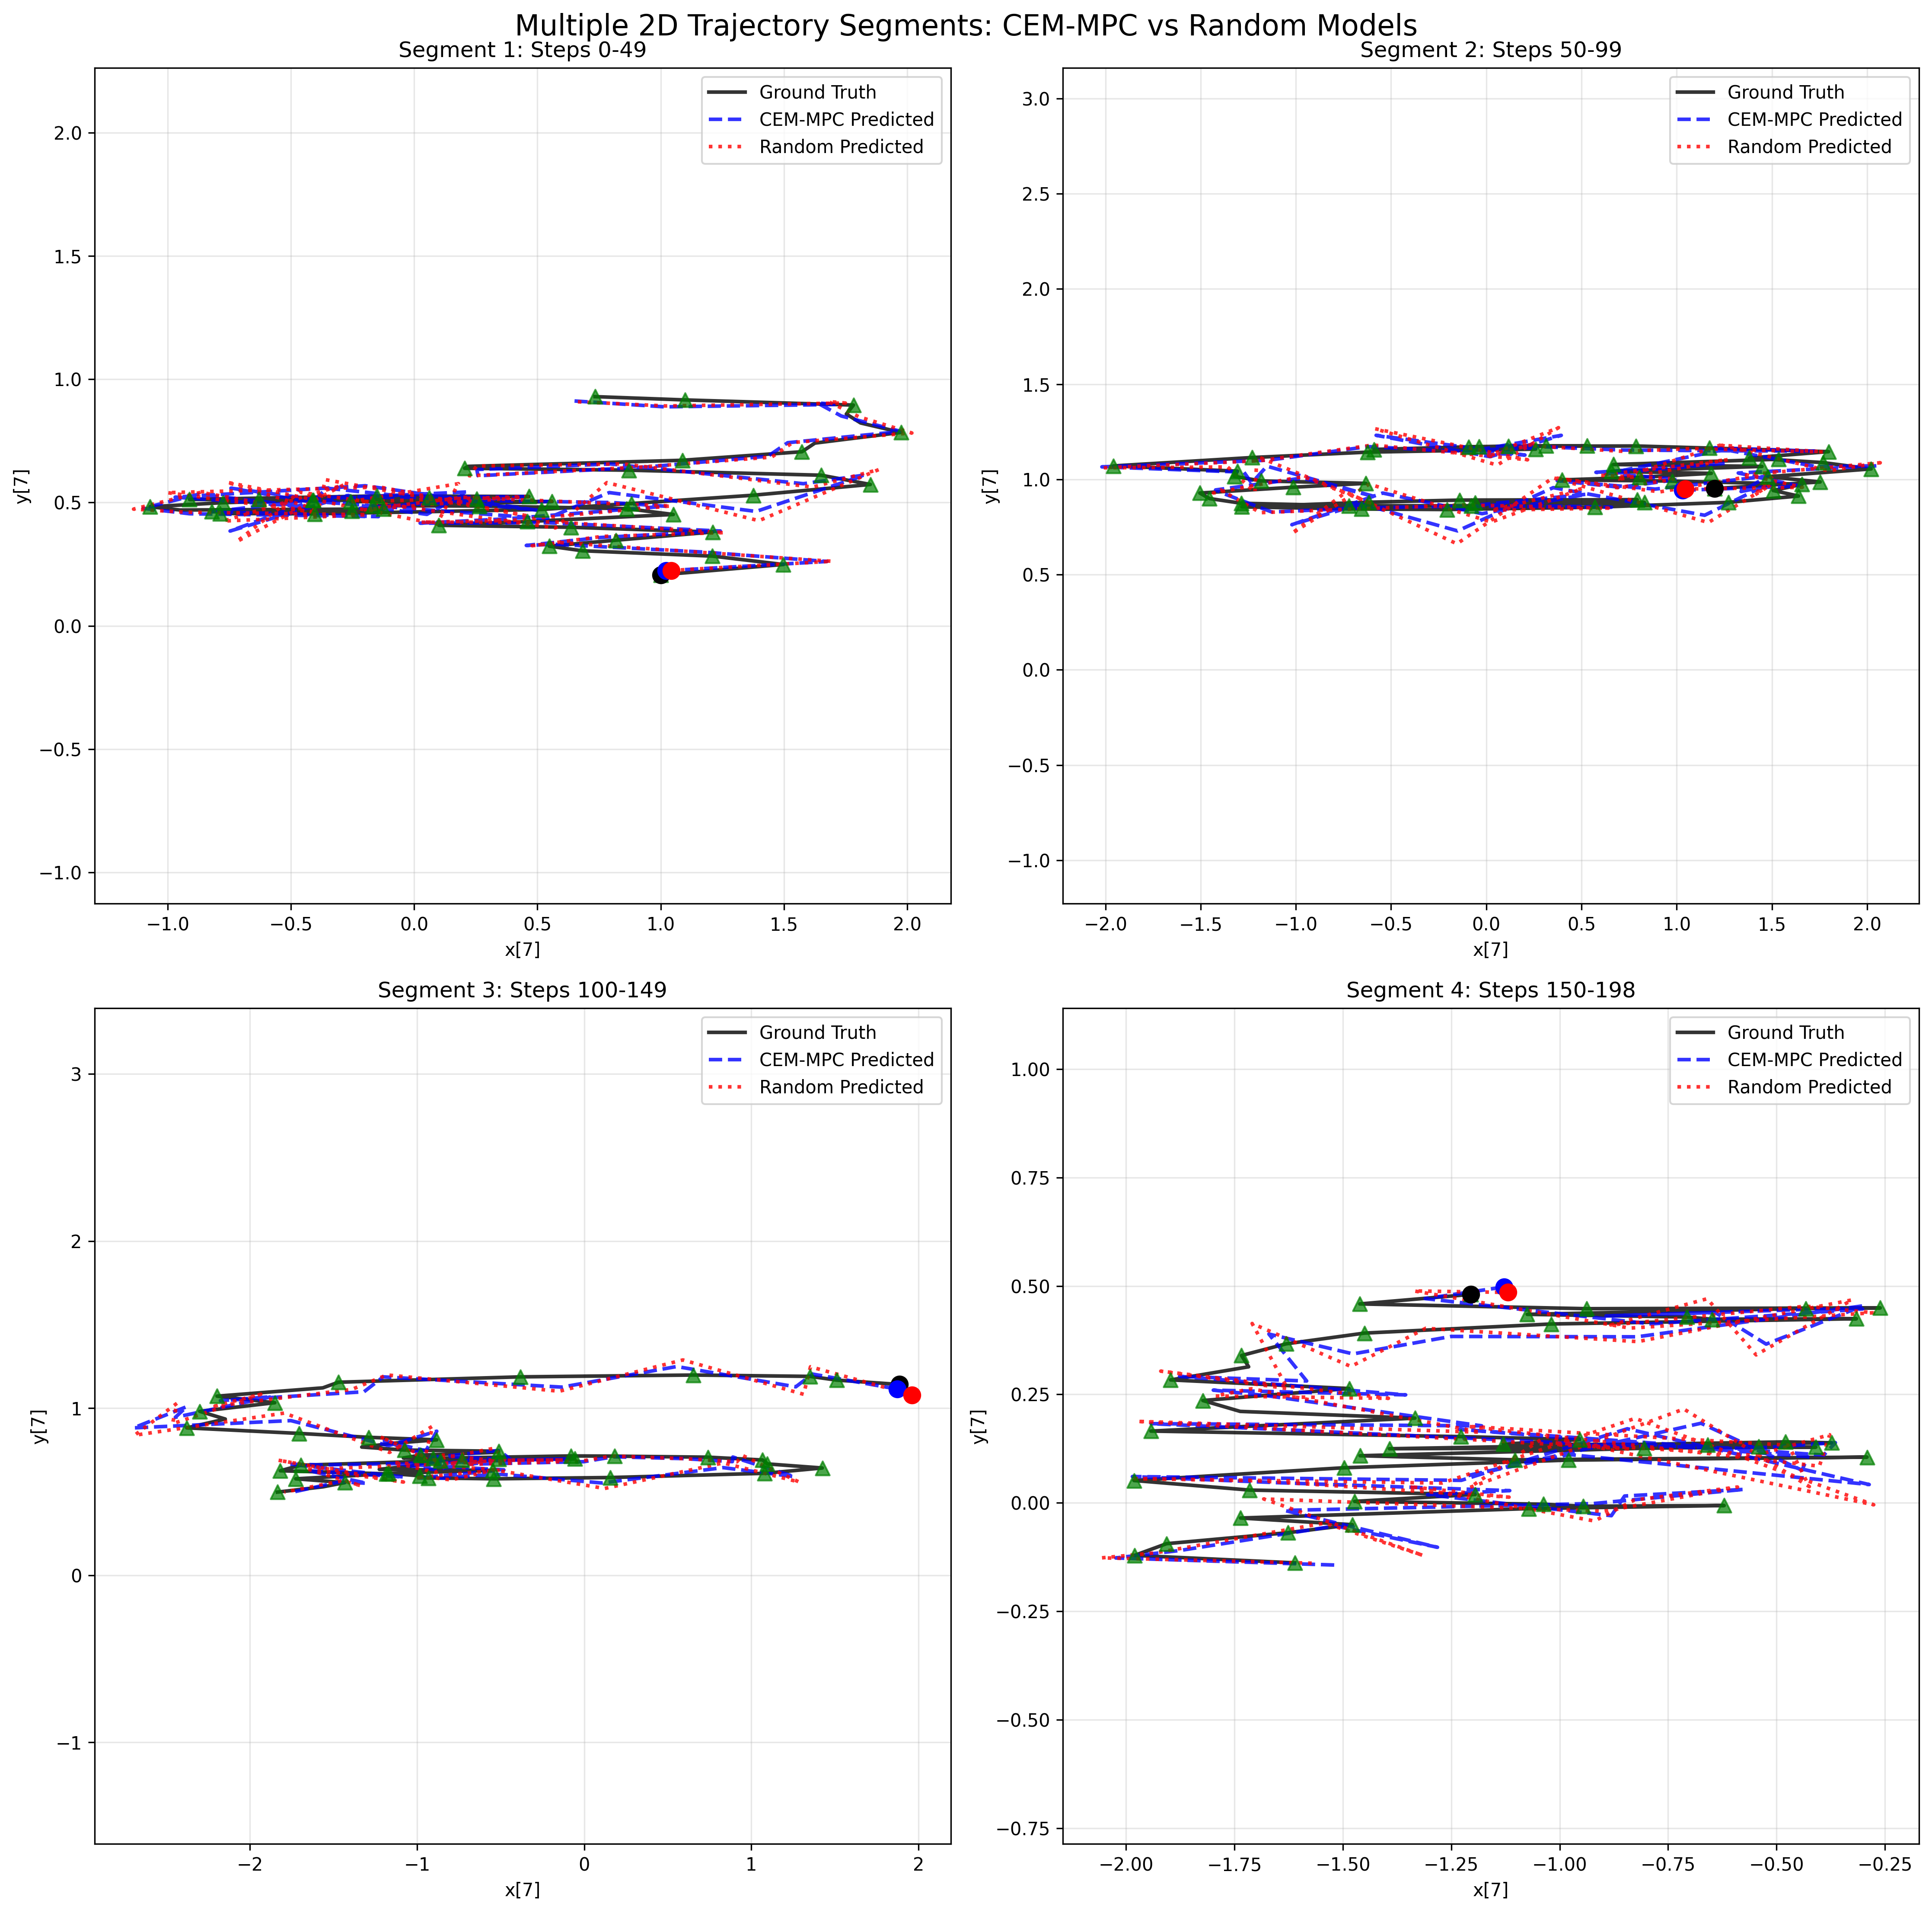 Multiple 2D Trajectory Segments: CEM-MPC vs Random Models
Segment 1: Steps 0-49
Ground Truth
CEM-MPC Predicted
Random Predicted
2.0
1.5
1.0
0.5
0.0
−0.5
−1.0
y[7]
−1.0 −0.5 0.0 0.5 1.0 1.5 2.0
x[7]
Segment 2: Steps 50-99
Ground Truth
CEM-MPC Predicted
Random Predicted
3.0
2.5
2.0
1.5
1.0
0.5
0.0
−0.5
−1.0
y[7]
−2.0 −1.5 −1.0 −0.5 0.0 0.5 1.0 1.5 2.0
x[7]
Segment 3: Steps 100-149
Ground Truth
CEM-MPC Predicted
Random Predicted
3
2
1
0
−1
y[7]
−2 −1 0 1 2
x[7]
Segment 4: Steps 150-198
Ground Truth
CEM-MPC Predicted
Random Predicted
1.00
0.75
0.50
0.25
0.00
−0.25
−0.50
−0.75
y[7]
−2.00 −1.75 −1.50 −1.25 −1.00 −0.75 −0.50 −0.25
x[7]